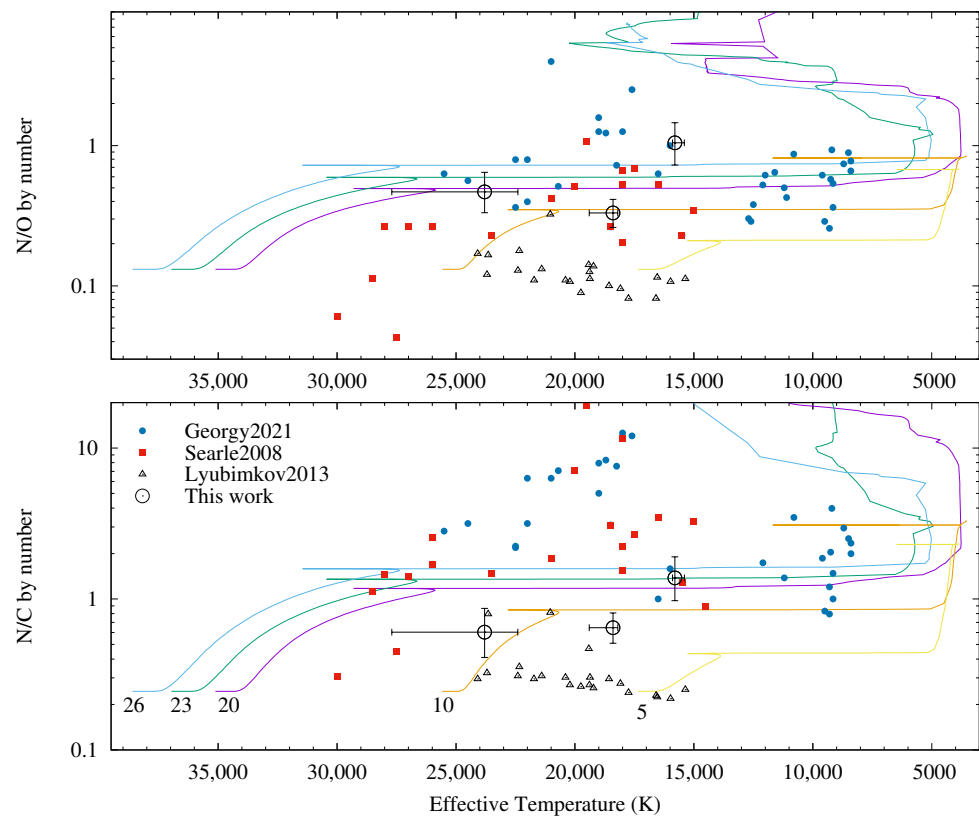 1
0.1
N/O by number
35,000 30,000 25,000 20,000 15,000 10,000 5000
10
1
0.1
N/C by number
Georgy2021
Searle2008
Lyubimkov2013
This work
26 23 20 10 5
35,000 30,000 25,000 20,000 15,000 10,000 5000
Effective Temperature (K)